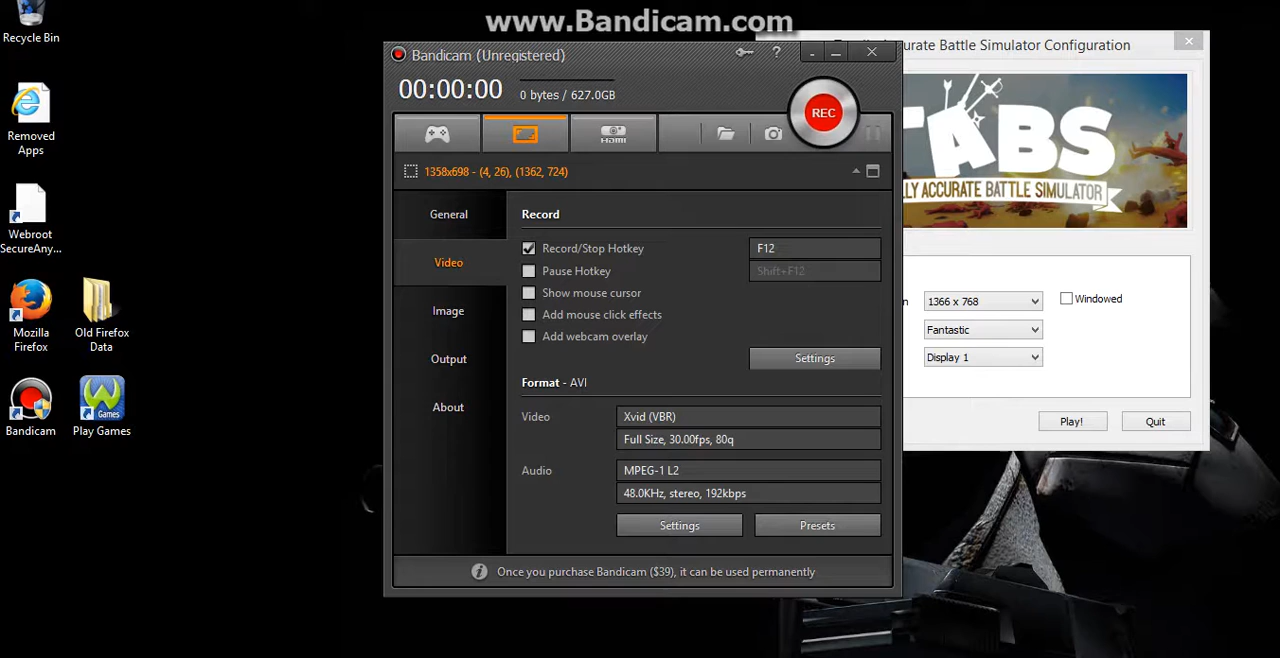 www.Bandicam.com
Recycle Bin
Removed
Apps
Webroot
SecureAny...
Mozilla
Firefox
Old Firefox
Data
Bandicam
Play Games
Games
Bandicam (Unregistered)
?
00:00:00
0 bytes / 627.0GB
REC
HDMI
1358x698 - (4, 26), (1362, 724)
General
Video
Image
Output
About
Record
Record/Stop Hotkey
F12
Pause Hotkey
Shift+F12
Show mouse cursor
Add mouse click effects
Add webcam overlay
Settings
Format - AVI
Video
Xvid (VBR)
Full Size, 30.00fps, 80q
Audio
MPEG-1 L2
48.0KHz, stereo, 192kbps
Settings
Presets
Once you purchase Bandicam ($39), it can be used permanently
Accurate Battle Simulator Configuration
TABS
LLY ACCURATE BATTLE SIMULATOR
1366 x 768
Windowed
Fantastic
Display 1
Play!
Quit